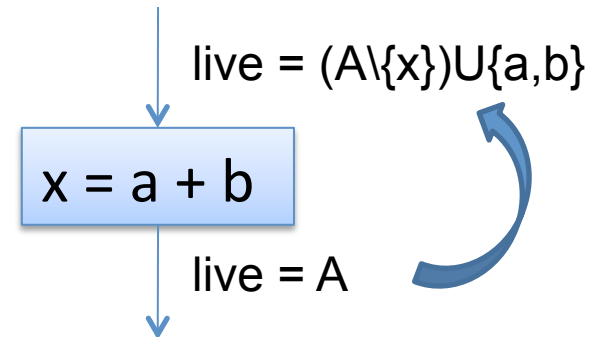 live = (A\{x})U{a,b}
x = a + b
live = A